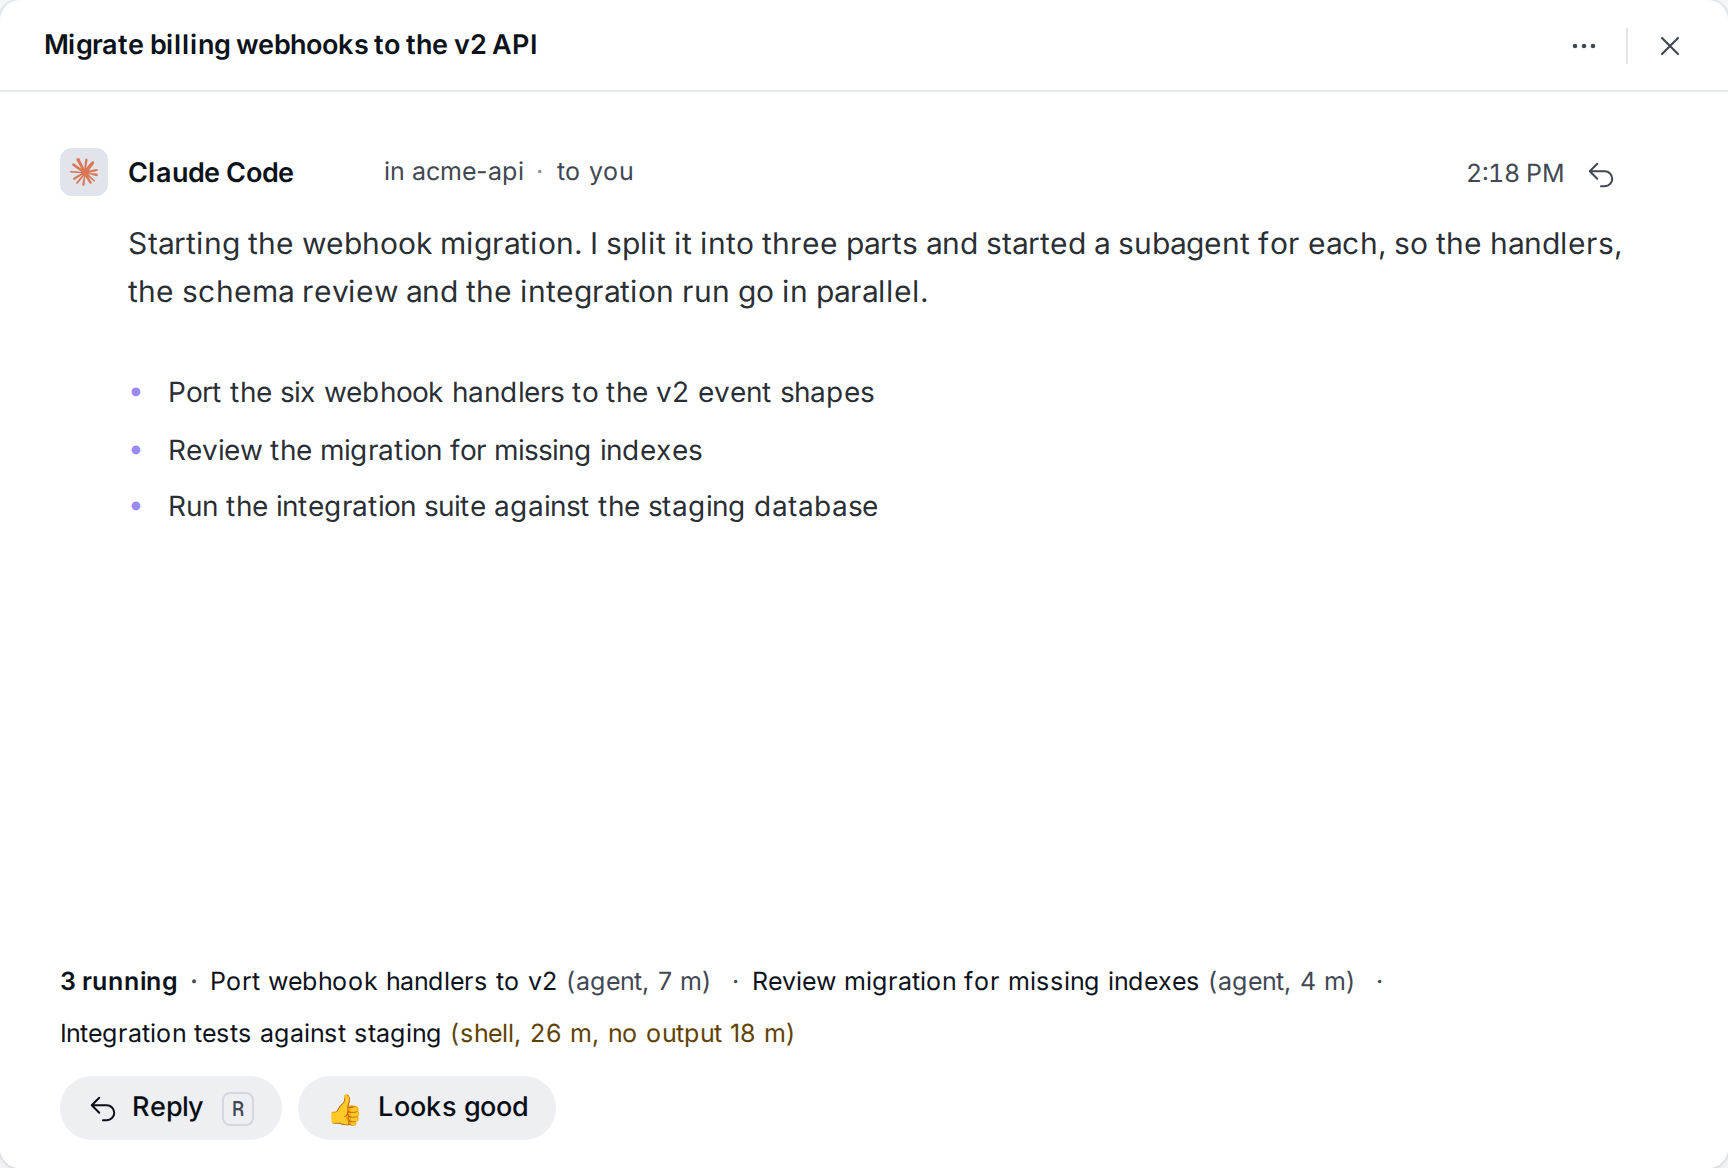 Migrate billing webhooks to the v2 API
Claude Code in acme-api · to you 2:18 PM
Starting the webhook migration. I split it into three parts and started a subagent for each, so the handlers,
the schema review and the integration run go in parallel.
• Port the six webhook handlers to the v2 event shapes
• Review the migration for missing indexes
• Run the integration suite against the staging database
3 running · Port webhook handlers to v2 (agent, 7 m) · Review migration for missing indexes (agent, 4 m) ·
Integration tests against staging (shell, 26 m, no output 18 m)
Reply R 👍 Looks good